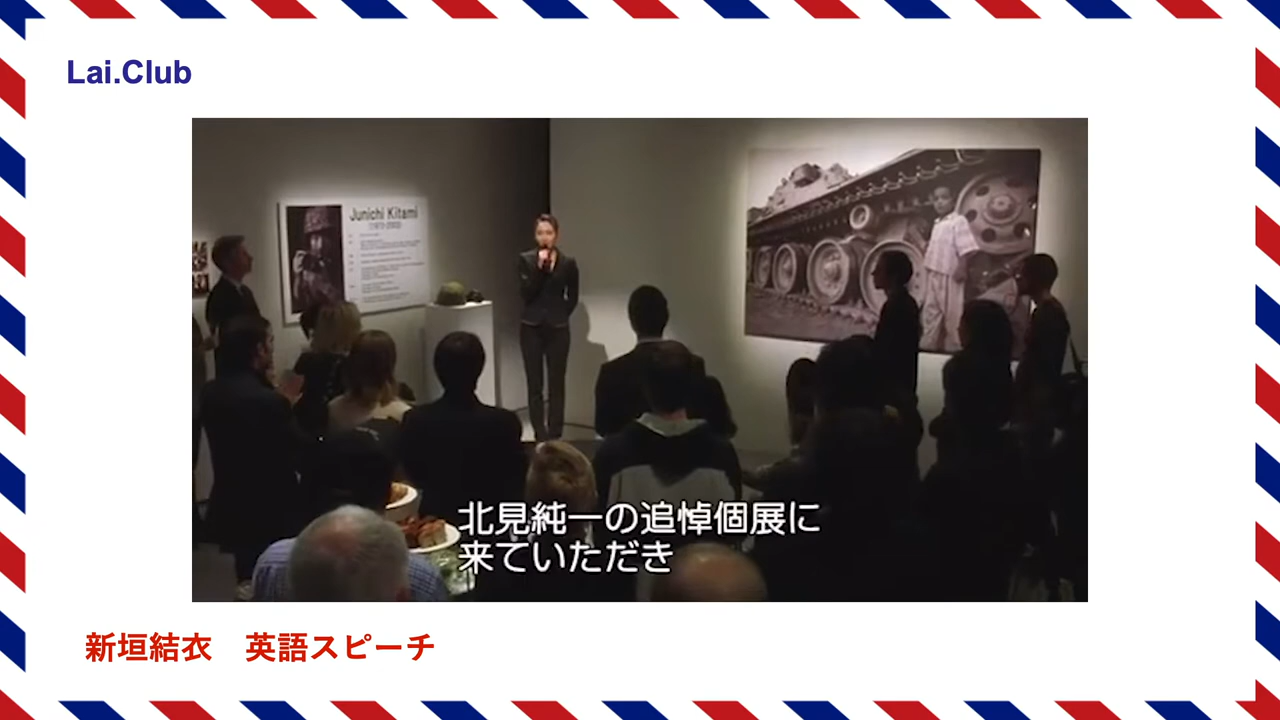 Lai.Club
Junichi Kitami
北見純一の追悼個展に
来ていただき
新垣結衣　英語スピーチ